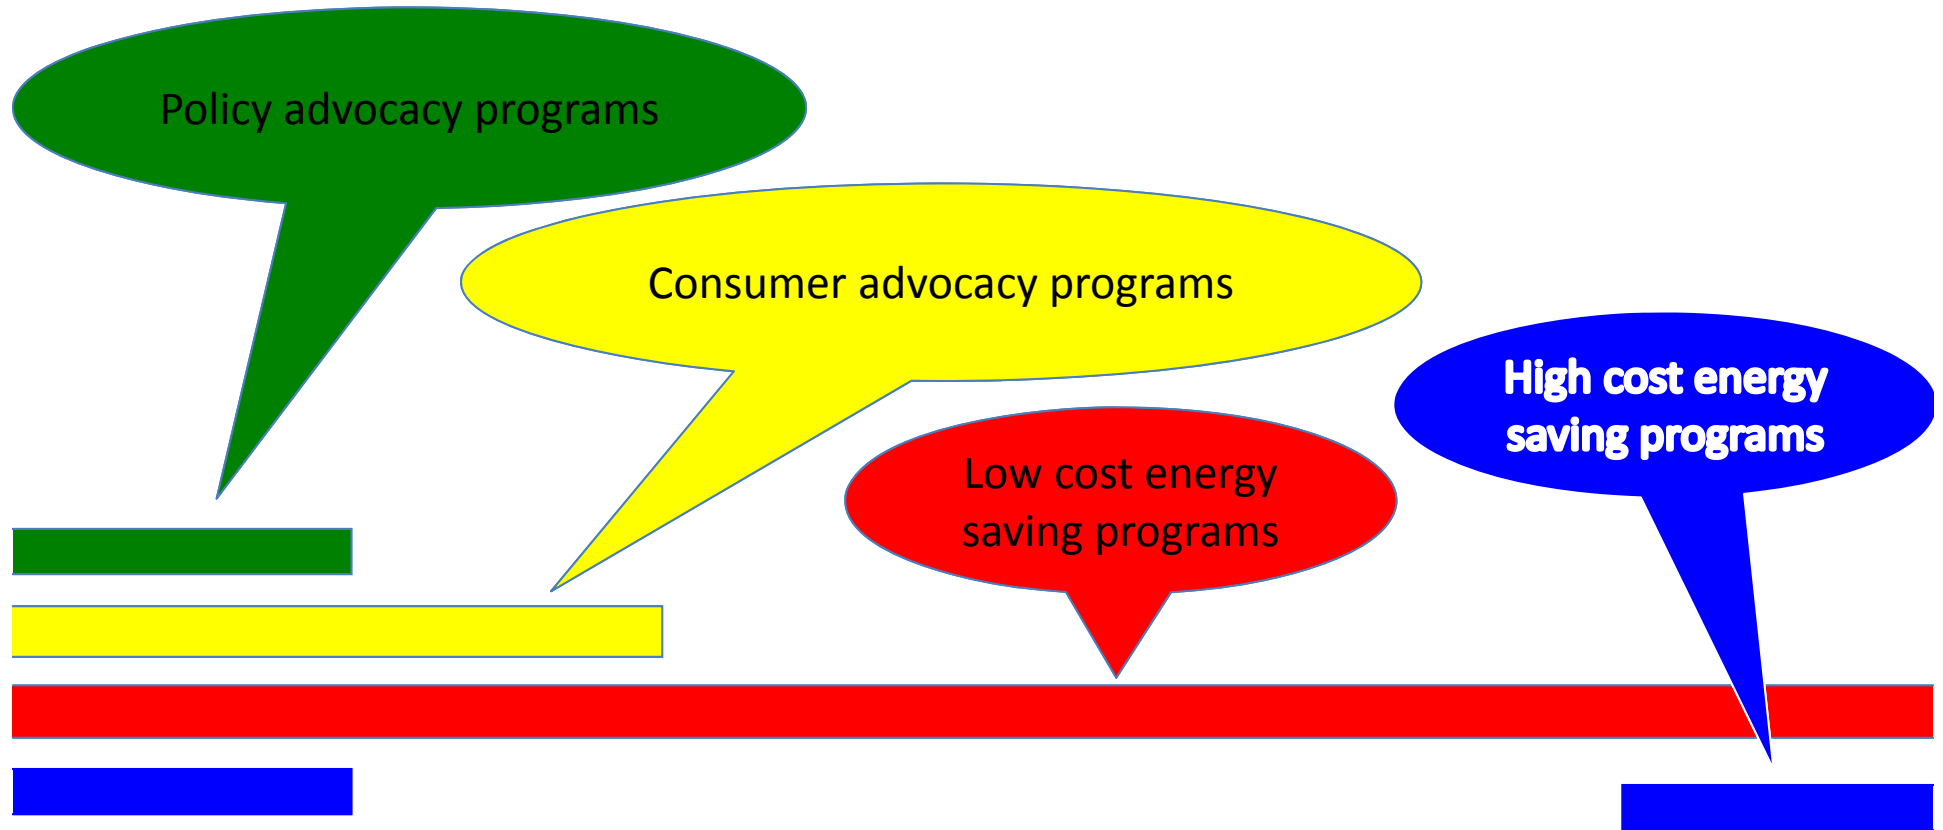 Policy advocacy programs
Consumer advocacy programs
High cost energy
saving programs
Low cost energy
saving programs